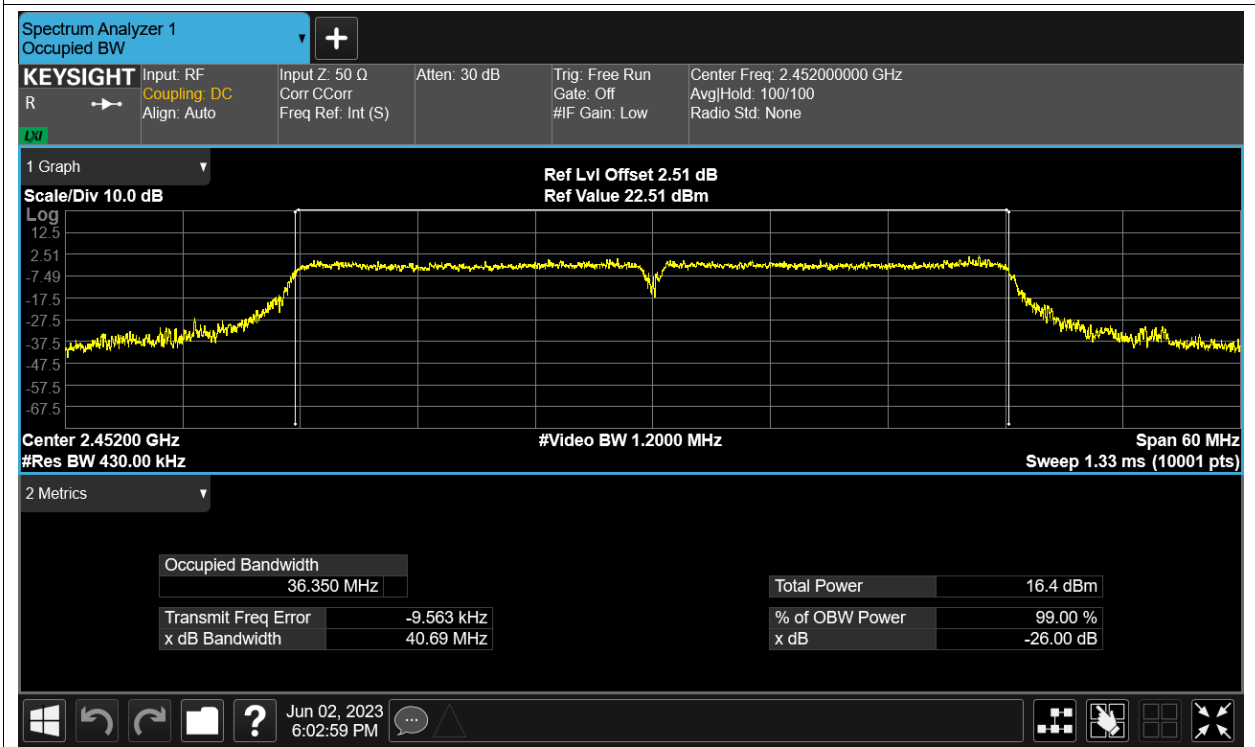 Spectrum Analyzer 1
Occupied BW
KEYSIGHT
R
LXI
Input: RF
Coupling: DC
Align: Auto
Input Z: 50 Ω
Corr CCorr
Freq Ref: Int (S)
Atten: 30 dB
Trig: Free Run
Gate: Off
#IF Gain: Low
Center Freq: 2.452000000 GHz
Avg|Hold: 100/100
Radio Std: None
1 Graph
Scale/Div 10.0 dB
Ref Lvl Offset 2.51 dB
Ref Value 22.51 dBm
Log
12.5
2.51
-7.49
-17.5
-27.5
-37.5
-47.5
-57.5
-67.5
Center 2.45200 GHz
#Video BW 1.2000 MHz
Span 60 MHz
#Res BW 430.00 kHz
Sweep 1.33 ms (10001 pts)
2 Metrics
Occupied Bandwidth
36.350 MHz
Total Power 16.4 dBm
Transmit Freq Error -9.563 kHz
% of OBW Power 99.00 %
x dB Bandwidth 40.69 MHz
x dB -26.00 dB
?
Jun 02, 2023
6:02:59 PM